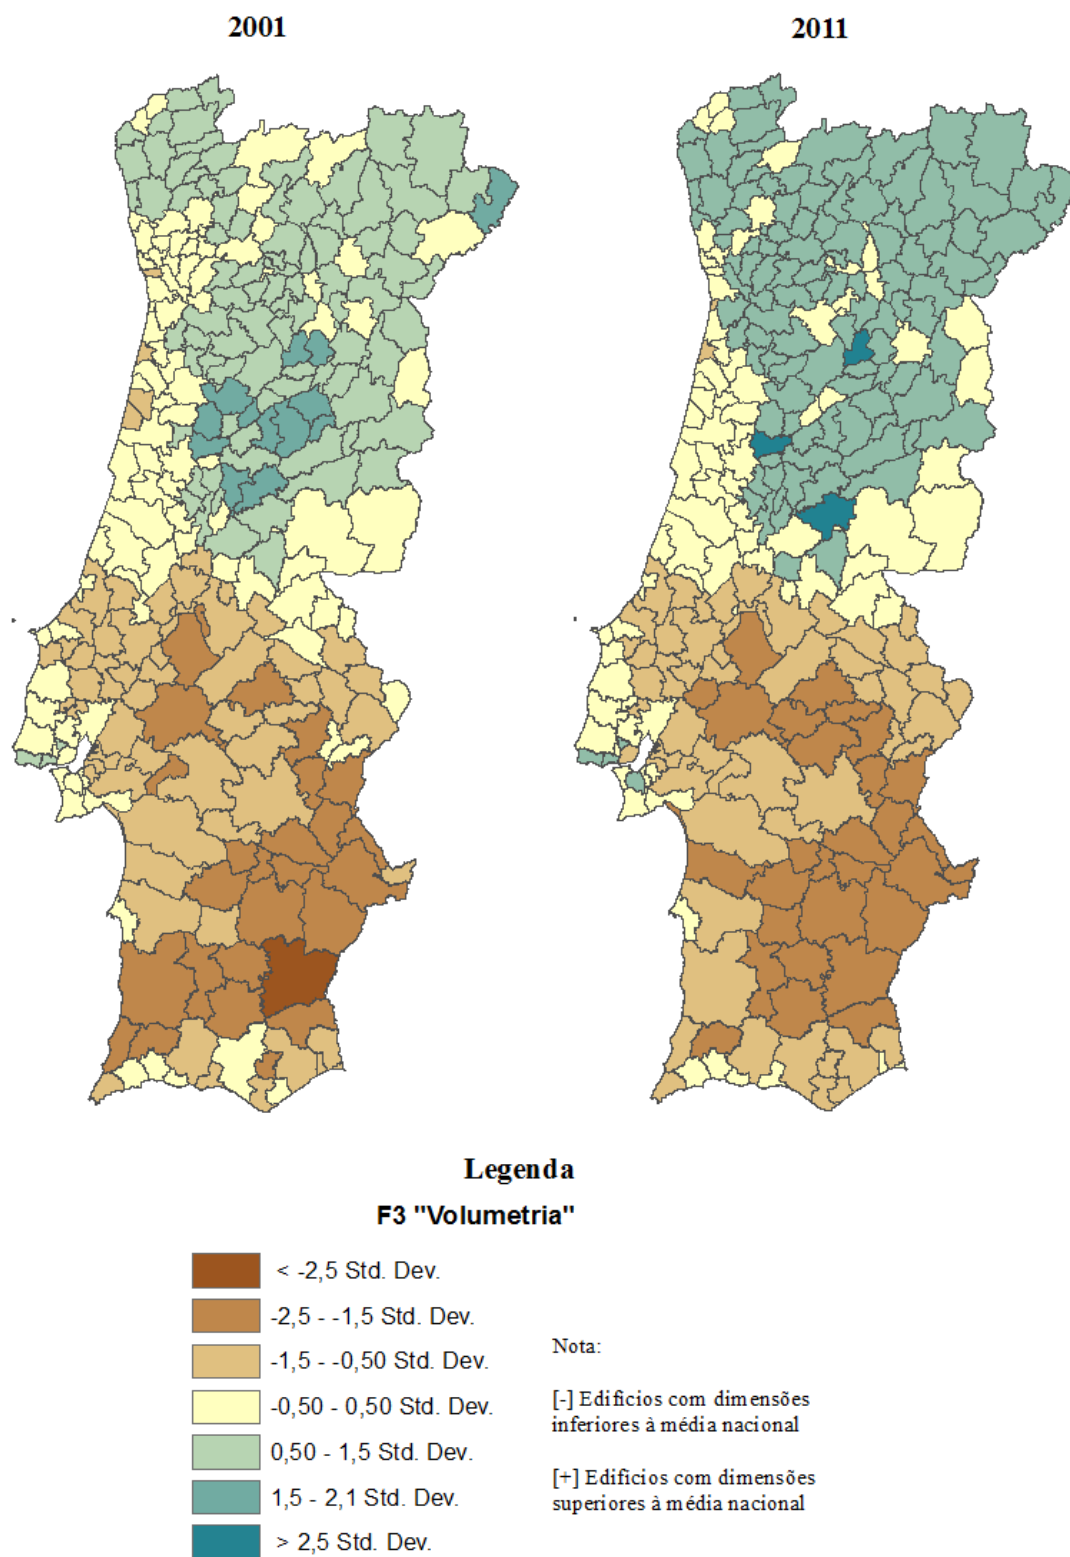 2001
2011
Legenda
F3 "Volumetria"
< -2,5 Std. Dev.
-2,5 - -1,5 Std. Dev.
-1,5 - -0,50 Std. Dev.
-0,50 - 0,50 Std. Dev.
0,50 - 1,5 Std. Dev.
1,5 - 2,1 Std. Dev.
> 2,5 Std. Dev.
Nota:
[-] Edificios com dimensões
inferiores à média nacional
[+] Edificios com dimensões
superiores à média nacional